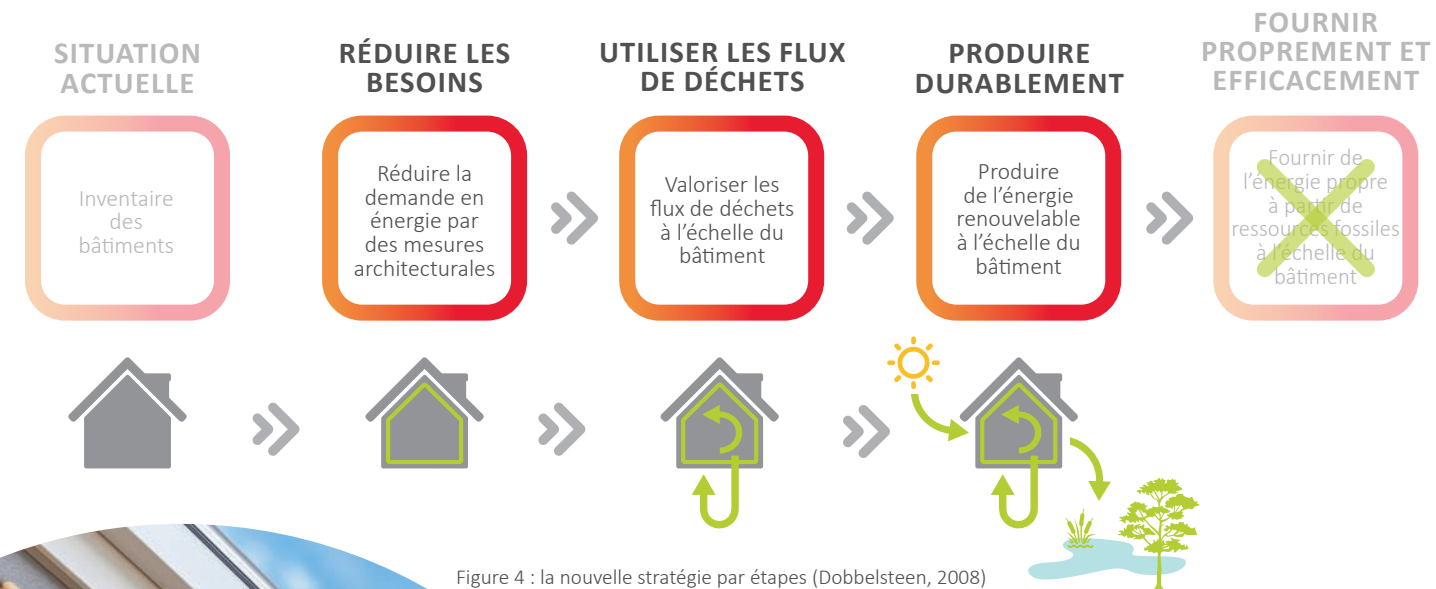 SITUATION
ACTUELLE
Inventaire
des
bâtiments
RÉDUIRE LES
BESOINS
Réduire la
demande en
énergie par
des mesures
architecturales
UTILISER LES FLUX
DE DÉCHETS
Valoriser les
flux de déchets
à l'échelle du
bâtiment
PRODUIRE
DURABLEMENT
Produire
de l'énergie
renouvelable
à l'échelle du
bâtiment
FOURNIR
PROPREMENT ET
EFFICACEMENT
Fournir de
l'énergie propre
à partir de
ressources fossiles
à l'échelle du
bâtiment
Figure 4 : la nouvelle stratégie par étapes (Dobbelsteen, 2008)